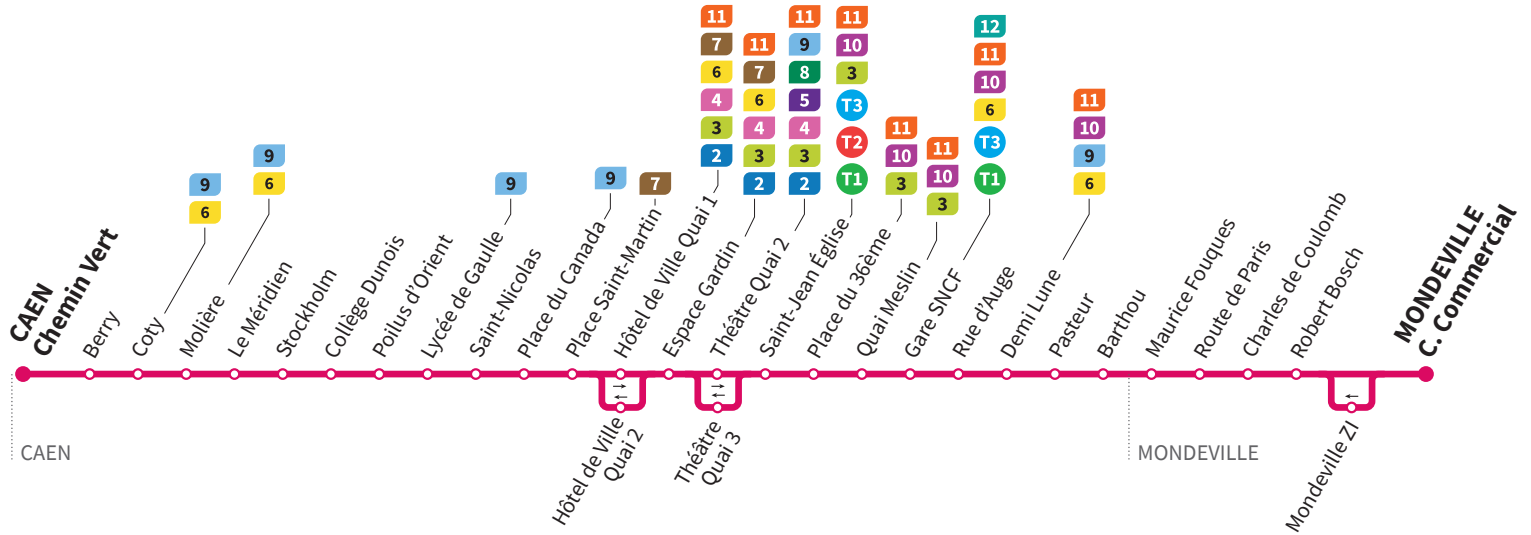 11
7
6
4
3
2
11
7
6
4
3
2
11
9
8
5
4
3
2
11
10
3
T3
T2
T1
12
11
10
6
T3
T1
11
10
9
6
11
10
3
11
10
3
9
6
9
6
9
9
7
CAEN
Chemin Vert
Berry
Coty
Molière
Le Méridien
Stockholm
Collège Dunois
Poilus d'Orient
Lycée de Gaulle
Saint-Nicolas
Place du Canada
Place Saint-Martin
Hôtel de Ville Quai 1
Espace Gardin
Théâtre Quai 2
Saint-Jean Église
Place du 36ème
Quai Meslin
Gare SNCF
Rue d'Auge
Demi Lune
Pasteur
Barthou
Maurice Fouques
Route de Paris
Charles de Coulomb
Robert Bosch
MONDEVILLE
C. Commercial
Hôtel de Ville
Quai 2
Théâtre
Quai 3
Mondeville ZI
CAEN
MONDEVILLE